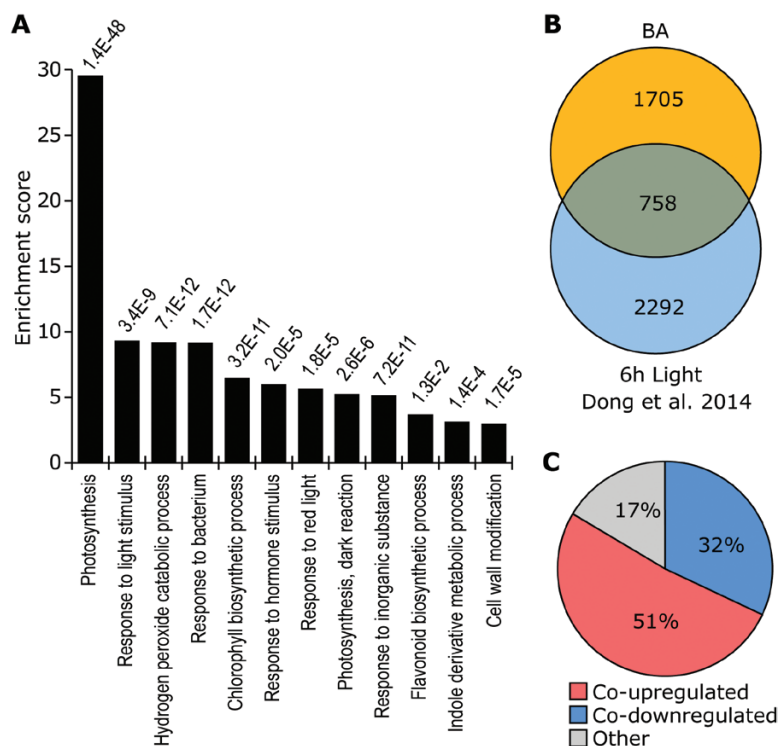 A
Enrichment score
30
25
20
15
10
5
0
1.4E-48
3.4E-9
7.1E-12
1.7E-12
3.2E-11
2.0E-5
1.8E-5
2.6E-6
7.2E-11
1.3E-2
1.4E-4
1.7E-5
Photosynthesis
Response to light stimulus
Hydrogen peroxide catabolic process
Response to bacterium
Chlorophyll biosynthetic process
Response to hormone stimulus
Response to red light
Photosynthesis, dark reaction
Response to inorganic substance
Flavonoid biosynthetic process
Indole derivative metabolic process
Cell wall modification
B
BA
1705
758
2292
6h Light
Dong et al. 2014
C
17%
32%
51%
Co-upregulated
Co-downregulated
Other